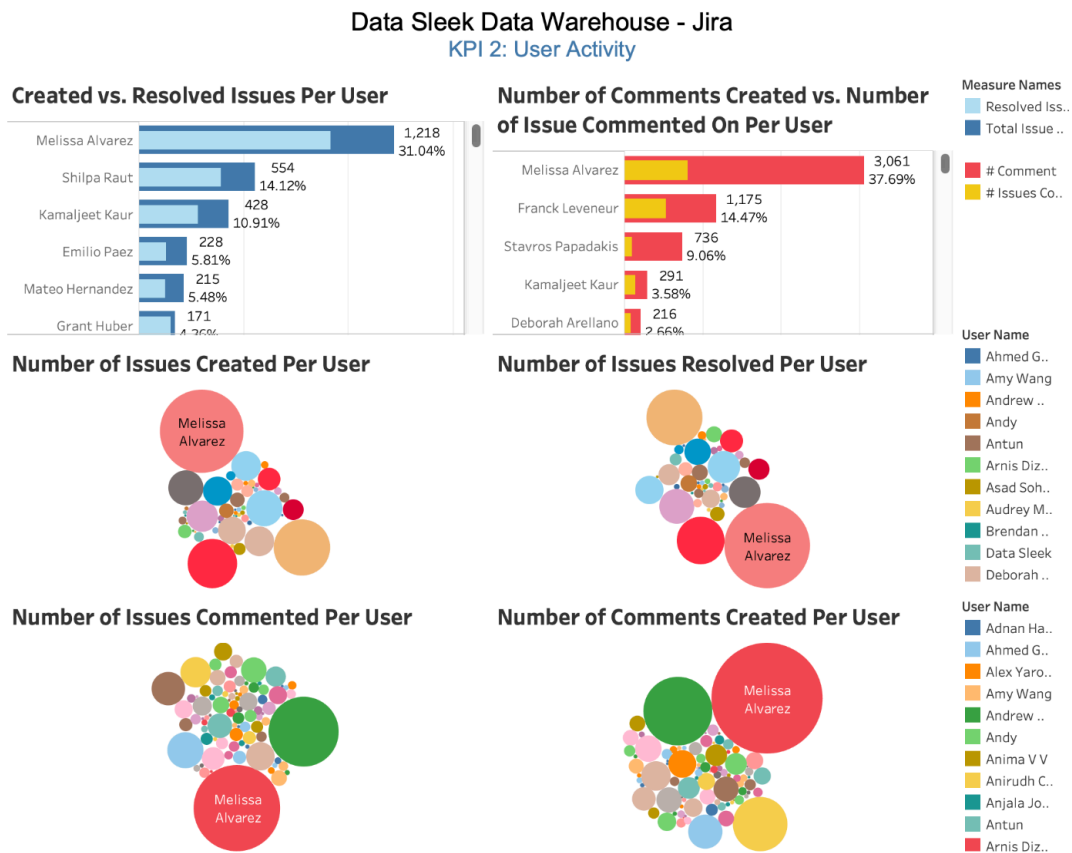 Data Sleek Data Warehouse - Jira
KPI 2: User Activity
Created vs. Resolved Issues Per User
Melissa Alvarez
1,218
31.04%
Shilpa Raut
554
14.12%
Kamaljeet Kaur
428
10.91%
Emilio Paez
228
5.81%
Mateo Hernandez
215
5.48%
Grant Huber
171
4.26%
Number of Comments Created vs. Number
of Issue Commented On Per User
Melissa Alvarez
3,061
37.69%
Franck Leveneur
1,175
14.47%
Stavros Papadakis
736
9.06%
Kamaljeet Kaur
291
3.58%
Deborah Arellano
216
2.66%
Measure Names
Resolved Iss..
Total Issue ..
# Comment
# Issues Co..
Number of Issues Created Per User
Melissa
Alvarez
Number of Issues Resolved Per User
Melissa
Alvarez
User Name
Ahmed G..
Amy Wang
Andrew ..
Andy
Antun
Arnis Diz..
Asad Soh..
Audrey M..
Brendan ..
Data Sleek
Deborah ..
Number of Issues Commented Per User
Melissa
Alvarez
Number of Comments Created Per User
Melissa
Alvarez
User Name
Adnan Ha..
Ahmed G..
Alex Yaro..
Amy Wang
Andrew ..
Andy
Anima V V
Anirudh C..
Anjala Jo..
Antun
Arnis Diz..